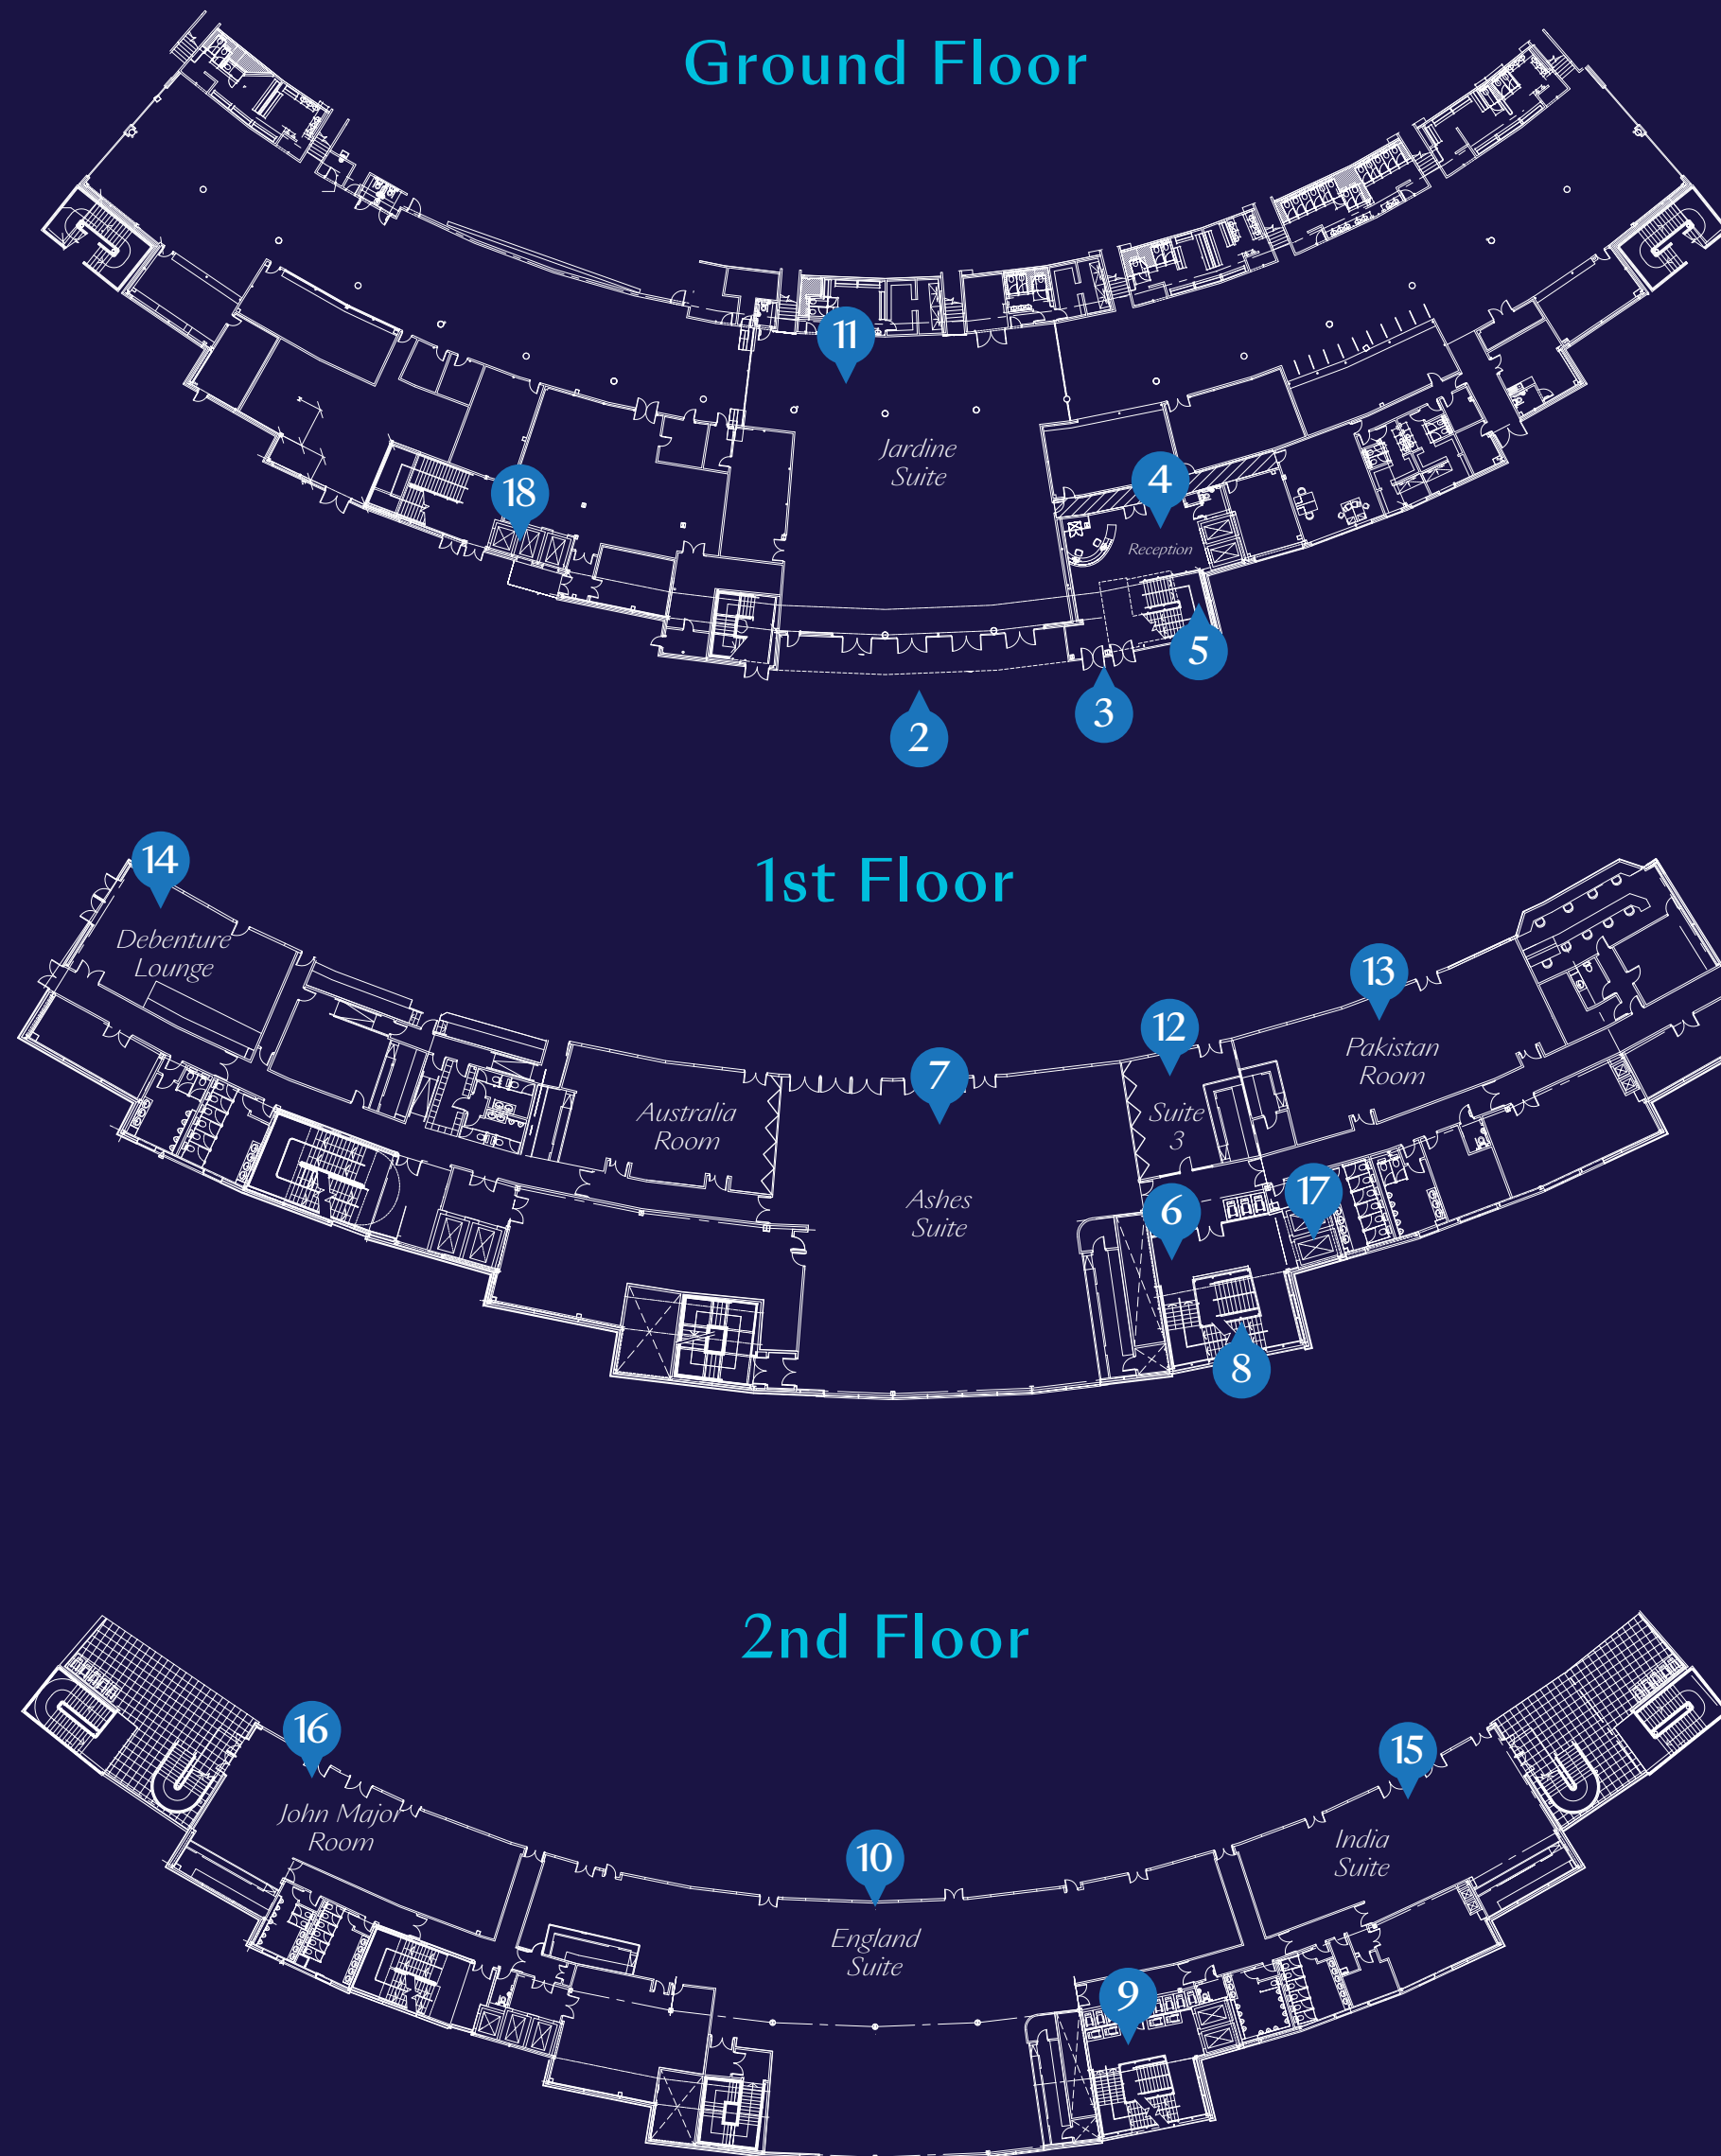 Ground Floor
11
Jardine
Suite
4
18
Reception
5
3
2
1st Floor
14
Debenture
Lounge
13
12
Pakistan
Room
7
Australia
Room
Suite
3
17
Ashes
Suite
6
8
2nd Floor
16
15
John Major
Room
India
Suite
10
England
Suite
9